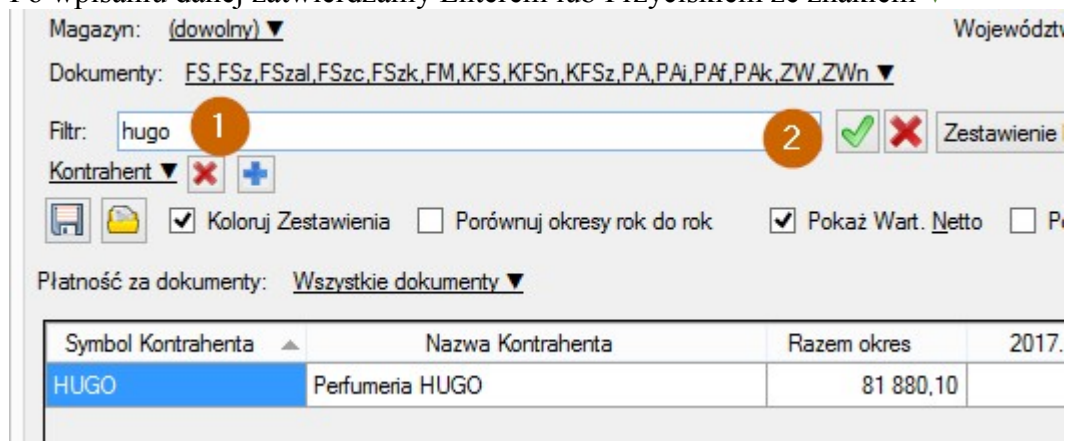 Magazyn: (dowolny) ▼ Województw
Dokumenty: FS,FSz,FSzal,FSzc,FSzk,FM,KFS,KFSn,KFSz,PA,PAi,PAf,PAk,ZW,ZWn ▼
Filtr: hugo 1 2 Zestawienie
Kontrahent ▼
Koloruj Zestawienia Porównuj okresy rok do rok Pokaż Wart. Netto
Płatność za dokumenty: Wszystkie dokumenty ▼
Symbol Kontrahenta Nazwa Kontrahenta Razem okres 2017.
HUGO Perfumeria HUGO 81 880,10